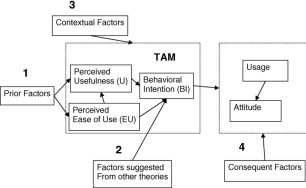 3
Contextual Factors
TAM
1
Prior Factors
Perceived
Usefulness (U)
Behavioral
Intention (BI)
Perceived
Ease of Use (EU)
Usage
Attitude
2
Factors suggested
From other theories
4
Consequent Factors